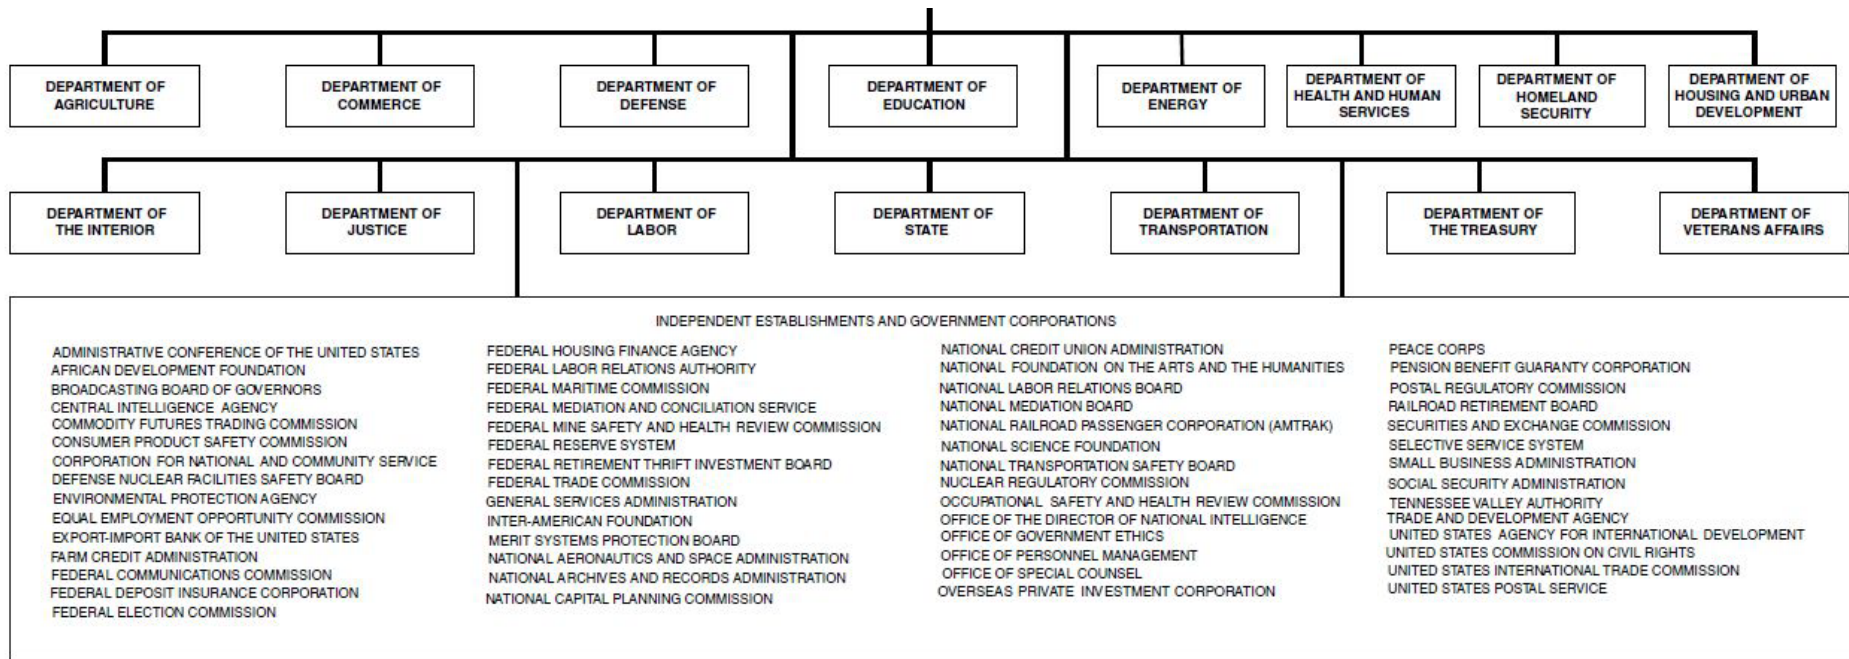 DEPARTMENT OF
AGRICULTURE
DEPARTMENT OF
COMMERCE
DEPARTMENT OF
DEFENSE
DEPARTMENT OF
EDUCATION
DEPARTMENT OF
ENERGY
DEPARTMENT OF
HEALTH AND HUMAN
SERVICES
DEPARTMENT OF
HOMELAND
SECURITY
DEPARTMENT OF
HOUSING AND URBAN
DEVELOPMENT
DEPARTMENT OF
THE INTERIOR
DEPARTMENT OF
JUSTICE
DEPARTMENT OF
LABOR
DEPARTMENT OF
STATE
DEPARTMENT OF
TRANSPORTATION
DEPARTMENT OF
THE TREASURY
DEPARTMENT OF
VETERANS AFFAIRS
INDEPENDENT ESTABLISHMENTS AND GOVERNMENT CORPORATIONS
ADMINISTRATIVE CONFERENCE OF THE UNITED STATES
AFRICAN DEVELOPMENT FOUNDATION
BROADCASTING BOARD OF GOVERNORS
CENTRAL INTELLIGENCE AGENCY
COMMODITY FUTURES TRADING COMMISSION
CONSUMER PRODUCT SAFETY COMMISSION
CORPORATION FOR NATIONAL AND COMMUNITY SERVICE
DEFENSE NUCLEAR FACILITIES SAFETY BOARD
ENVIRONMENTAL PROTECTION AGENCY
EQUAL EMPLOYMENT OPPORTUNITY COMMISSION
EXPORT-IMPORT BANK OF THE UNITED STATES
FARM CREDIT ADMINISTRATION
FEDERAL COMMUNICATIONS COMMISSION
FEDERAL DEPOSIT INSURANCE CORPORATION
FEDERAL ELECTION COMMISSION
FEDERAL HOUSING FINANCE AGENCY
FEDERAL LABOR RELATIONS AUTHORITY
FEDERAL MARITIME COMMISSION
FEDERAL MEDIATION AND CONCILIATION SERVICE
FEDERAL MINE SAFETY AND HEALTH REVIEW COMMISSION
FEDERAL RESERVE SYSTEM
FEDERAL RETIREMENT THRIFT INVESTMENT BOARD
FEDERAL TRADE COMMISSION
GENERAL SERVICES ADMINISTRATION
INTER-AMERICAN FOUNDATION
MERIT SYSTEMS PROTECTION BOARD
NATIONAL AERONAUTICS AND SPACE ADMINISTRATION
NATIONAL ARCHIVES AND RECORDS ADMINISTRATION
NATIONAL CAPITAL PLANNING COMMISSION
NATIONAL CREDIT UNION ADMINISTRATION
NATIONAL FOUNDATION ON THE ARTS AND THE HUMANITIES
NATIONAL LABOR RELATIONS BOARD
NATIONAL MEDIATION BOARD
NATIONAL RAILROAD PASSENGER CORPORATION (AMTRAK)
NATIONAL SCIENCE FOUNDATION
NATIONAL TRANSPORTATION SAFETY BOARD
NUCLEAR REGULATORY COMMISSION
OCCUPATIONAL SAFETY AND HEALTH REVIEW COMMISSION
OFFICE OF THE DIRECTOR OF NATIONAL INTELLIGENCE
OFFICE OF GOVERNMENT ETHICS
OFFICE OF PERSONNEL MANAGEMENT
OFFICE OF SPECIAL COUNSEL
OVERSEAS PRIVATE INVESTMENT CORPORATION
PEACE CORPS
PENSION BENEFIT GUARANTY CORPORATION
POSTAL REGULATORY COMMISSION
RAILROAD RETIREMENT BOARD
SECURITIES AND EXCHANGE COMMISSION
SELECTIVE SERVICE SYSTEM
SMALL BUSINESS ADMINISTRATION
SOCIAL SECURITY ADMINISTRATION
TENNESSEE VALLEY AUTHORITY
TRADE AND DEVELOPMENT AGENCY
UNITED STATES AGENCY FOR INTERNATIONAL DEVELOPMENT
UNITED STATES COMMISSION ON CIVIL RIGHTS
UNITED STATES INTERNATIONAL TRADE COMMISSION
UNITED STATES POSTAL SERVICE